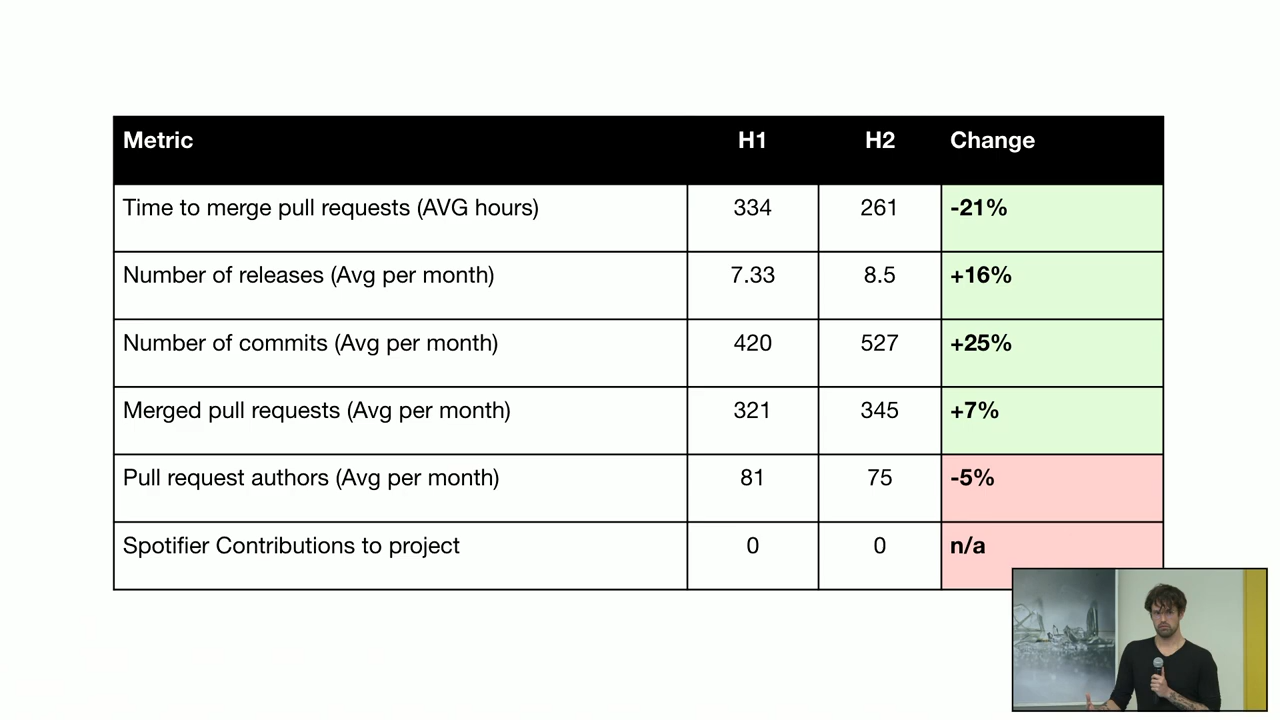 Metric H1 H2 Change
Time to merge pull requests (AVG hours) 334 261 -21%
Number of releases (Avg per month) 7.33 8.5 +16%
Number of commits (Avg per month) 420 527 +25%
Merged pull requests (Avg per month) 321 345 +7%
Pull request authors (Avg per month) 81 75 -5%
Spotifier Contributions to project 0 0 n/a